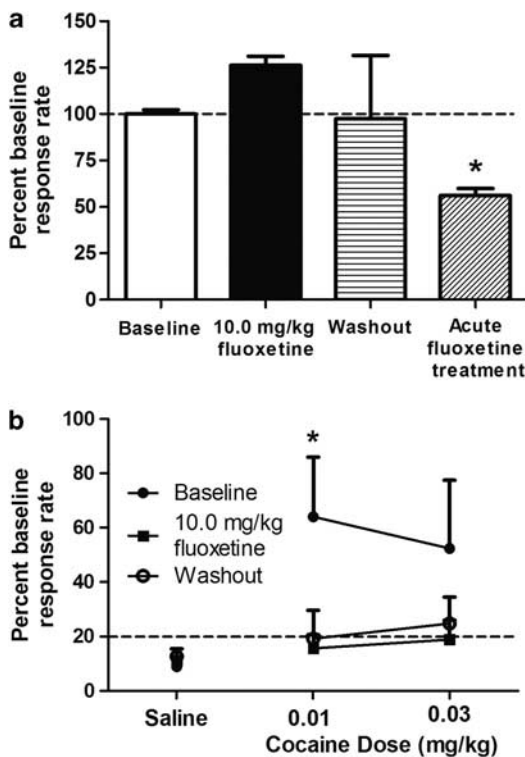 a
Percent baseline
response rate
150
125
100
75
50
25
0
*
Baseline
10.0 mg/kg
fluoxetine
Washout
Acute
fluoxetine
treatment
b
Percent baseline
response rate
100
80
60
40
20
0
*
Baseline
10.0 mg/kg
fluoxetine
Washout
Saline
0.01
0.03
Cocaine Dose (mg/kg)